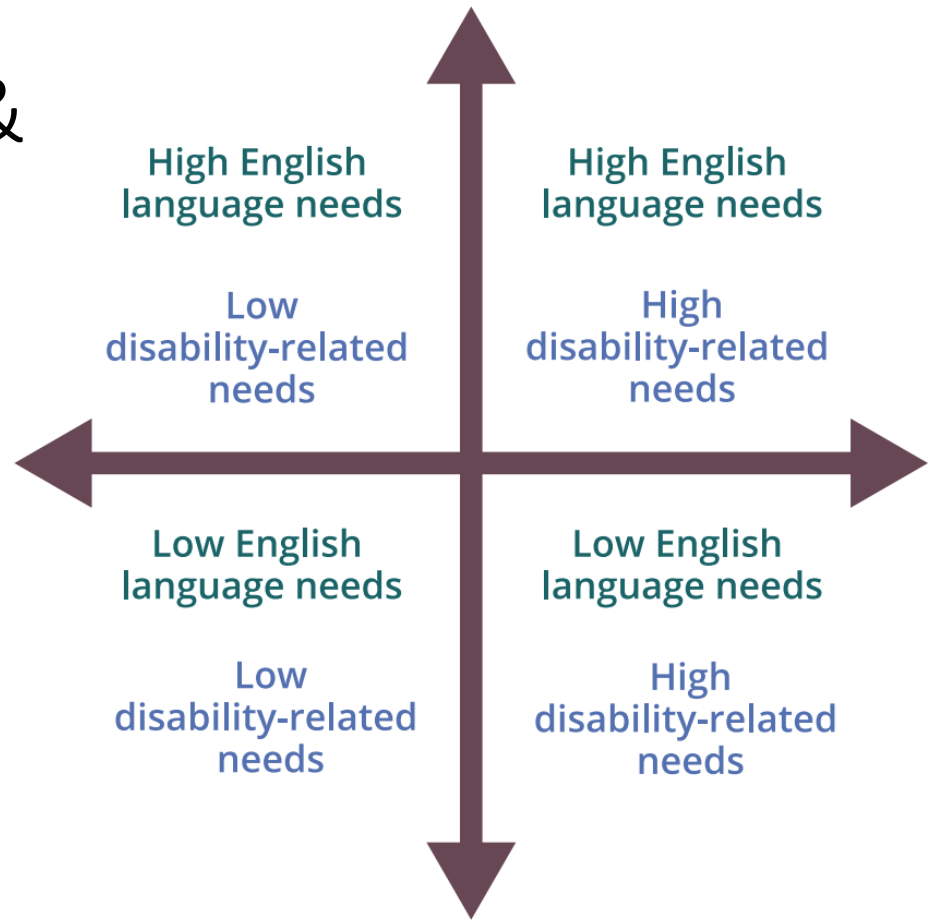 &
High English
language needs
Low
disability-related
needs
High English
language needs
High
disability-related
needs
Low English
language needs
Low
disability-related
needs
Low English
language needs
High
disability-related
needs